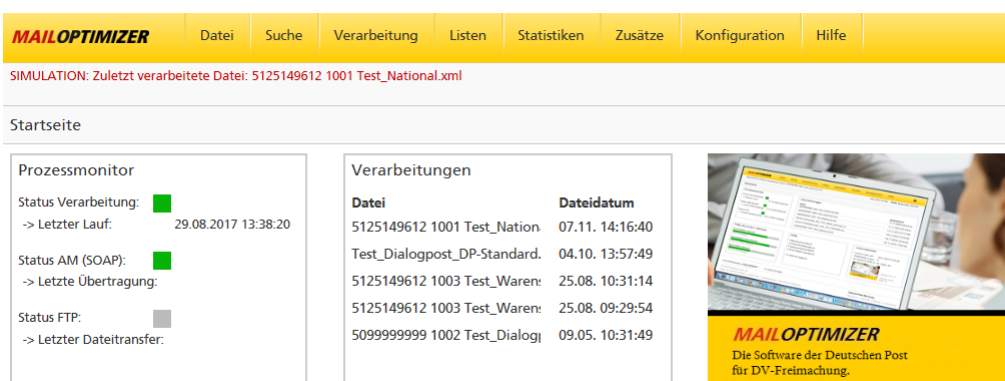 MAILOPTIMIZER Datei Suche Verarbeitung Listen Statistiken Zusätze Konfiguration Hilfe
SIMULATION: Zuletzt verarbeitete Datei: 5125149612 1001 Test_National.xml
Startseite
Prozessmonitor
Status Verarbeitung:
-> Letzter Lauf: 29.08.2017 13:38:20
Status AM (SOAP):
-> Letzte Übertragung:
Status FTP:
-> Letzter Dateitransfer:
Verarbeitungen
Datei Dateidatum
5125149612 1001 Test_Nation 07.11. 14:16:40
Test_Dialogpost_DP-Standard. 04.10. 13:57:49
5125149612 1003 Test_Waren 25.08. 10:31:14
5125149612 1003 Test_Waren 25.08. 09:29:54
5099999999 1002 Test_Dialog 09.05. 10:31:49
MAILOPTIMIZER
Die Software der Deutschen Post
für DV-Freimachung.